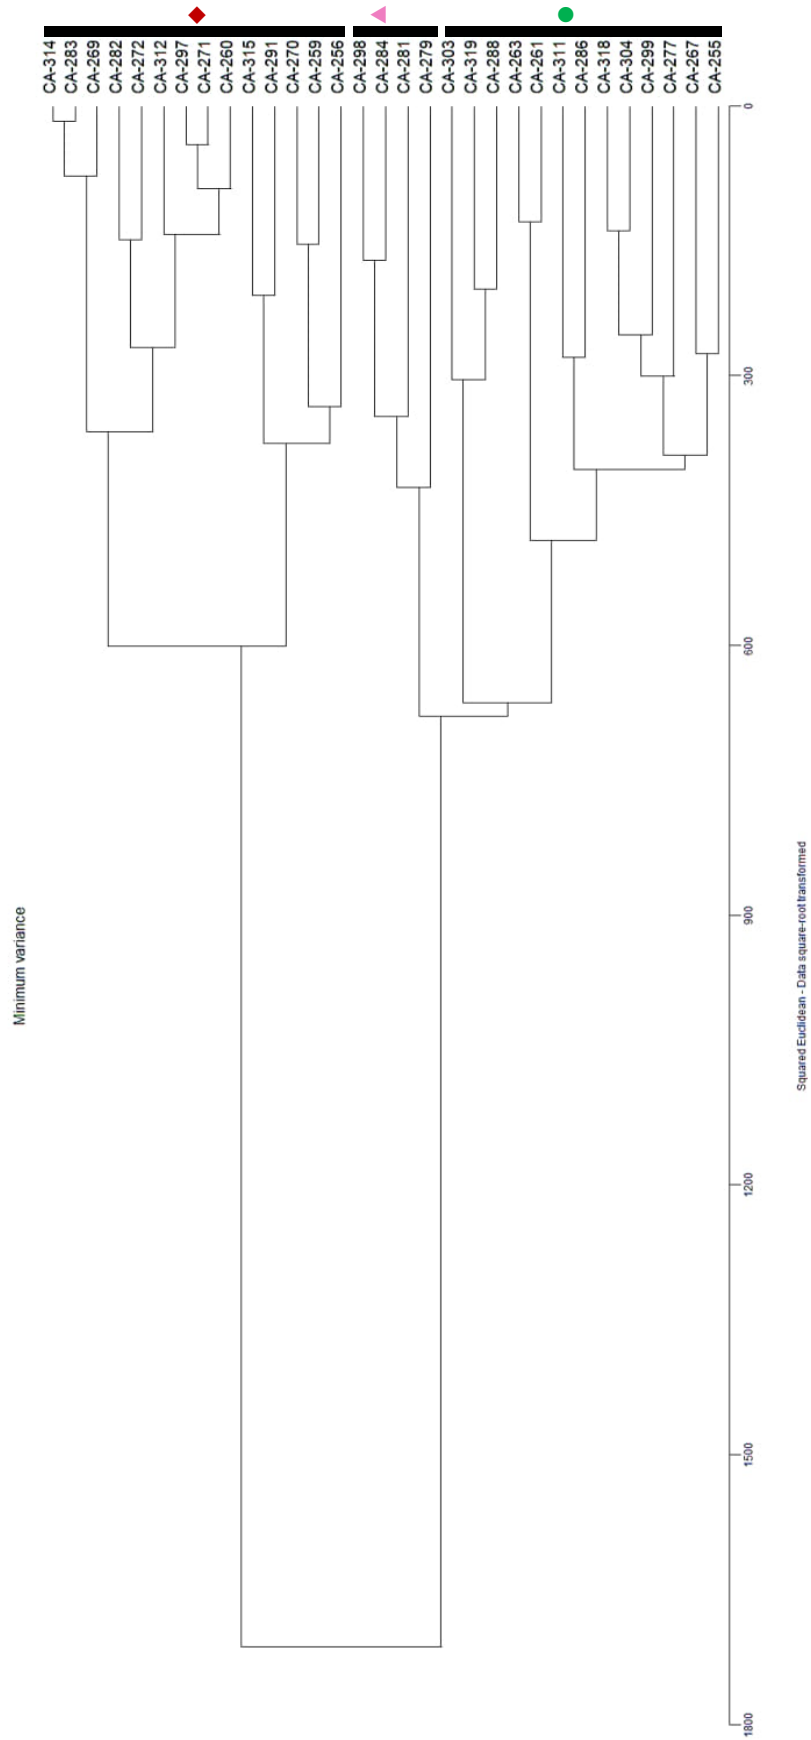 CA-314
CA-283
CA-269
CA-282
CA-272
CA-312
CA-297
CA-271
CA-260
CA-315
CA-291
CA-270
CA-259
CA-256
CA-298
CA-284
CA-281
CA-279
CA-303
CA-319
CA-288
CA-263
CA-261
CA-311
CA-286
CA-318
CA-304
CA-299
CA-277
CA-267
CA-255
0
300
600
900
1200
1500
1800
Minimum variance
Squared Euclidean - Data square-root transformed